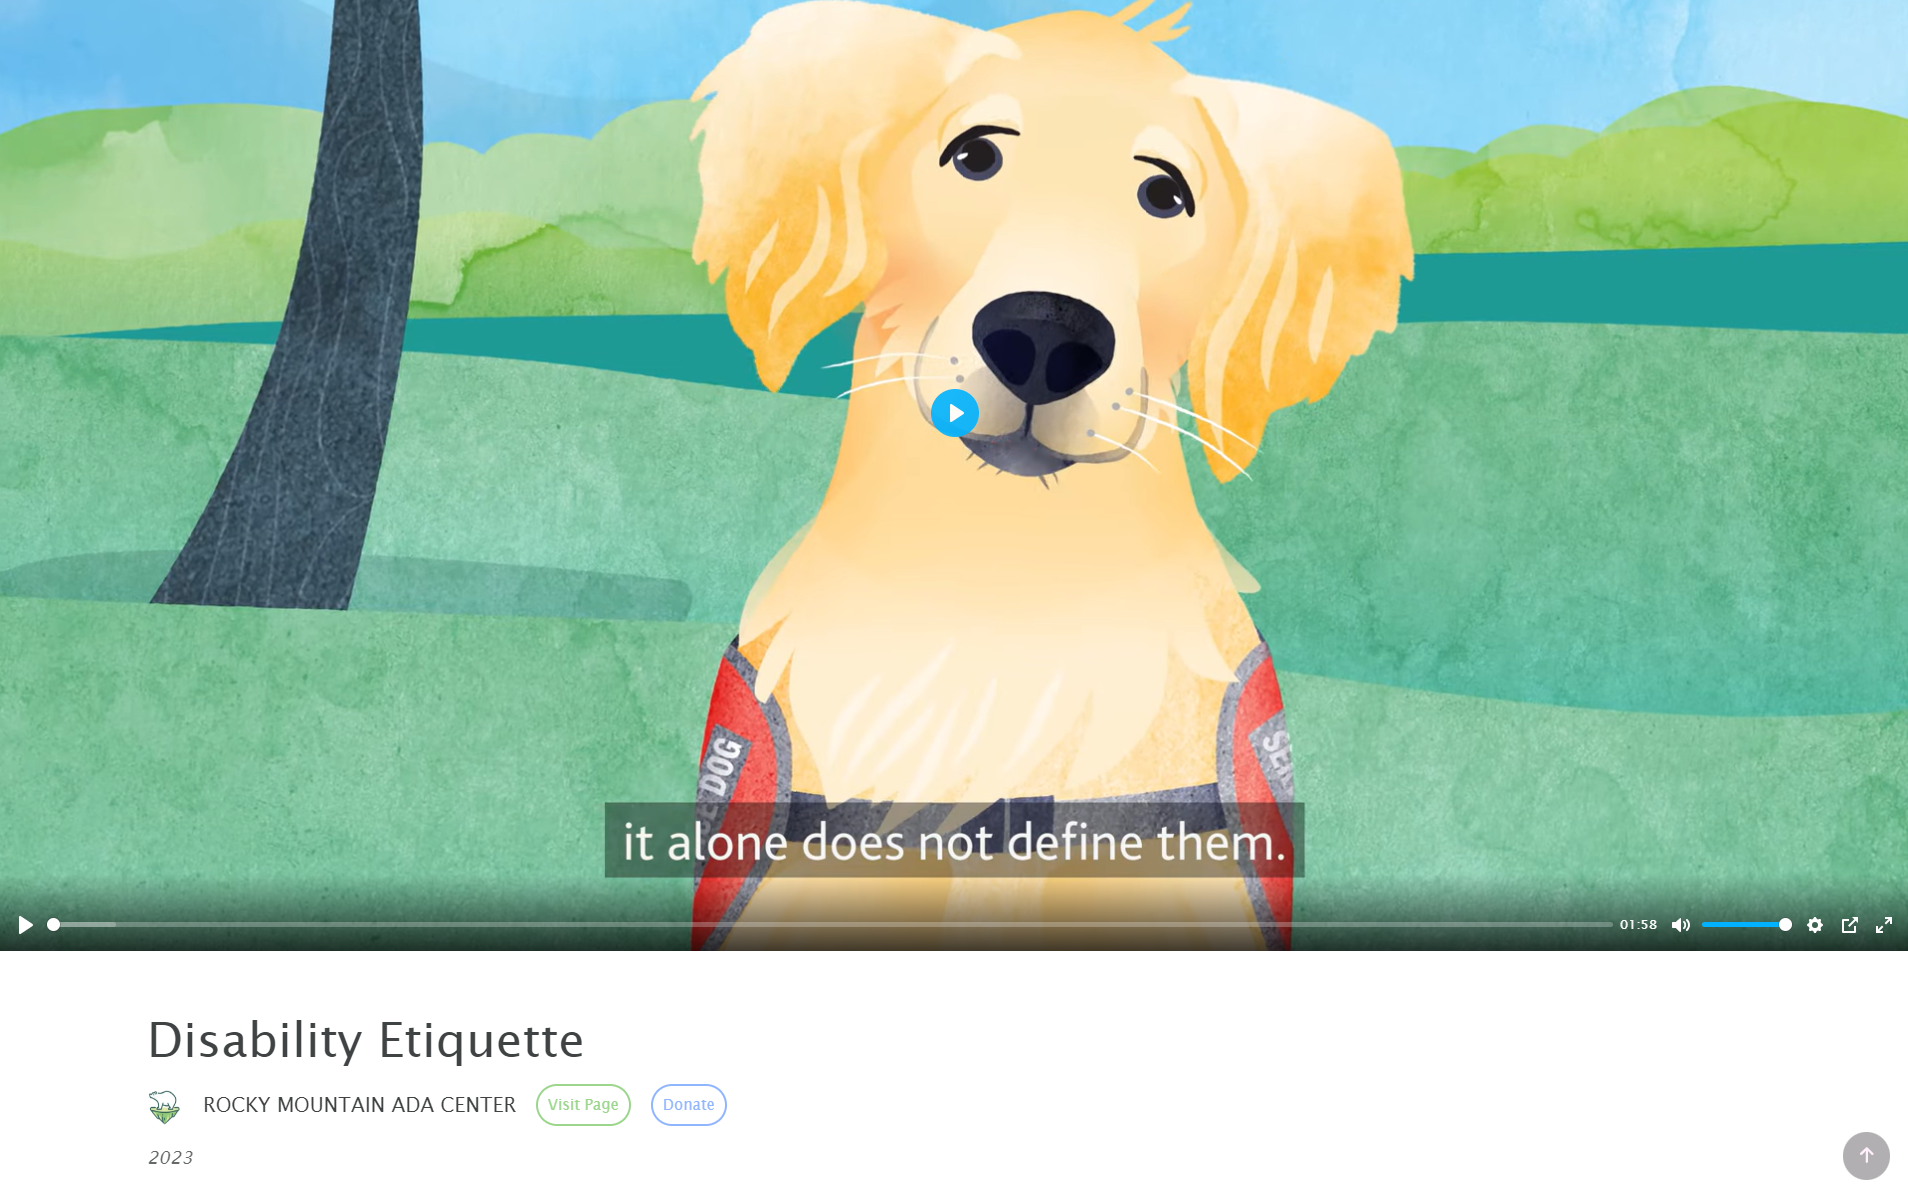 DOG
SE
it alone does not define them.
01:58
Disability Etiquette
ROCKY MOUNTAIN ADA CENTER
Visit Page
Donate
2023